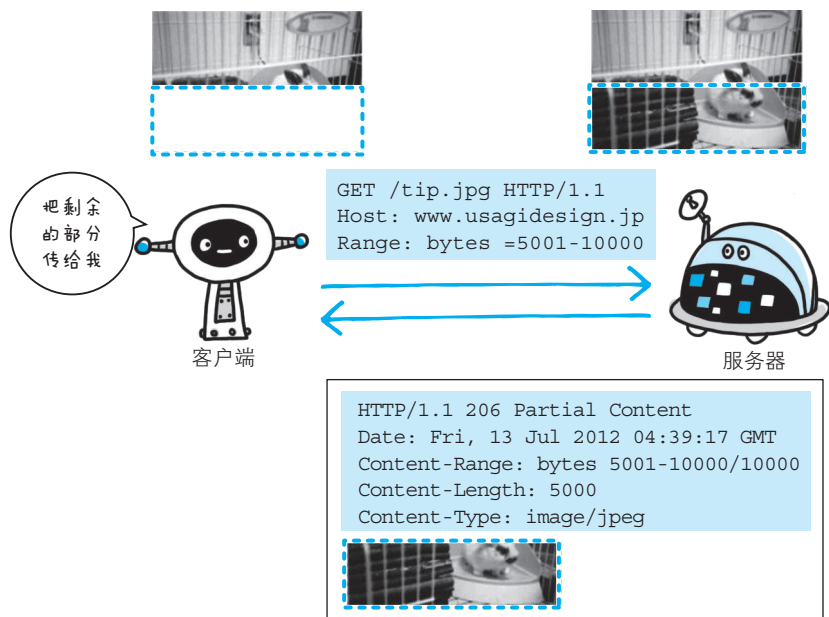 把剩余
的部分
传给我
GET /tip.jpg HTTP/1.1
Host: www.usagidesign.jp
Range: bytes =5001-10000
客户端
服务器
HTTP/1.1 206 Partial Content
Date: Fri, 13 Jul 2012 04:39:17 GMT
Content-Range: bytes 5001-10000/10000
Content-Length: 5000
Content-Type: image/jpeg